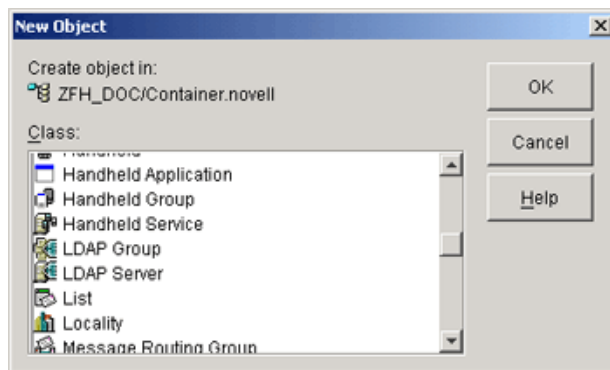 New Object
Create object in:
ZFH_DOC/Container.novell
Class:
Handheld
Handheld Application
Handheld Group
Handheld Service
LDAP Group
LDAP Server
List
Locality
Message Routing Group
OK
Cancel
Help